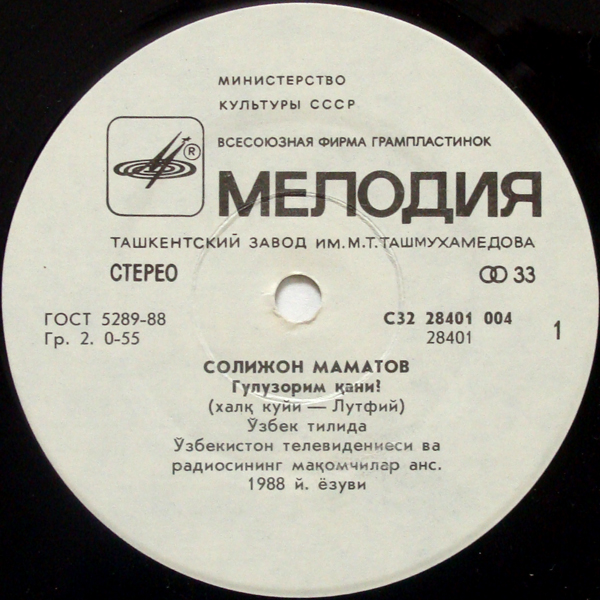 МИНИСТЕРСТВО
КУЛЬТУРЫ СССР
ВСЕСОЮЗНАЯ ФИРМА ГРАМПЛАСТИНОК
®
МЕЛОДИЯ
ТАШКЕНТСКИЙ ЗАВОД ИМ. М.Т.ТАШМУХАМЕДОВА
СТЕРЕО
33
ГОСТ 5289-88
Гр. 2. 0-55
С32 28401 004
28401
1
СОЛИЖОН МАМАТОВ
Гулузорим қани?
(халқ куйи — Лутфий)
Ўзбек тилида
Ўзбекистон телевидениеси ва
радиосининг мақомчилар анс.
1988 й. ёзуви